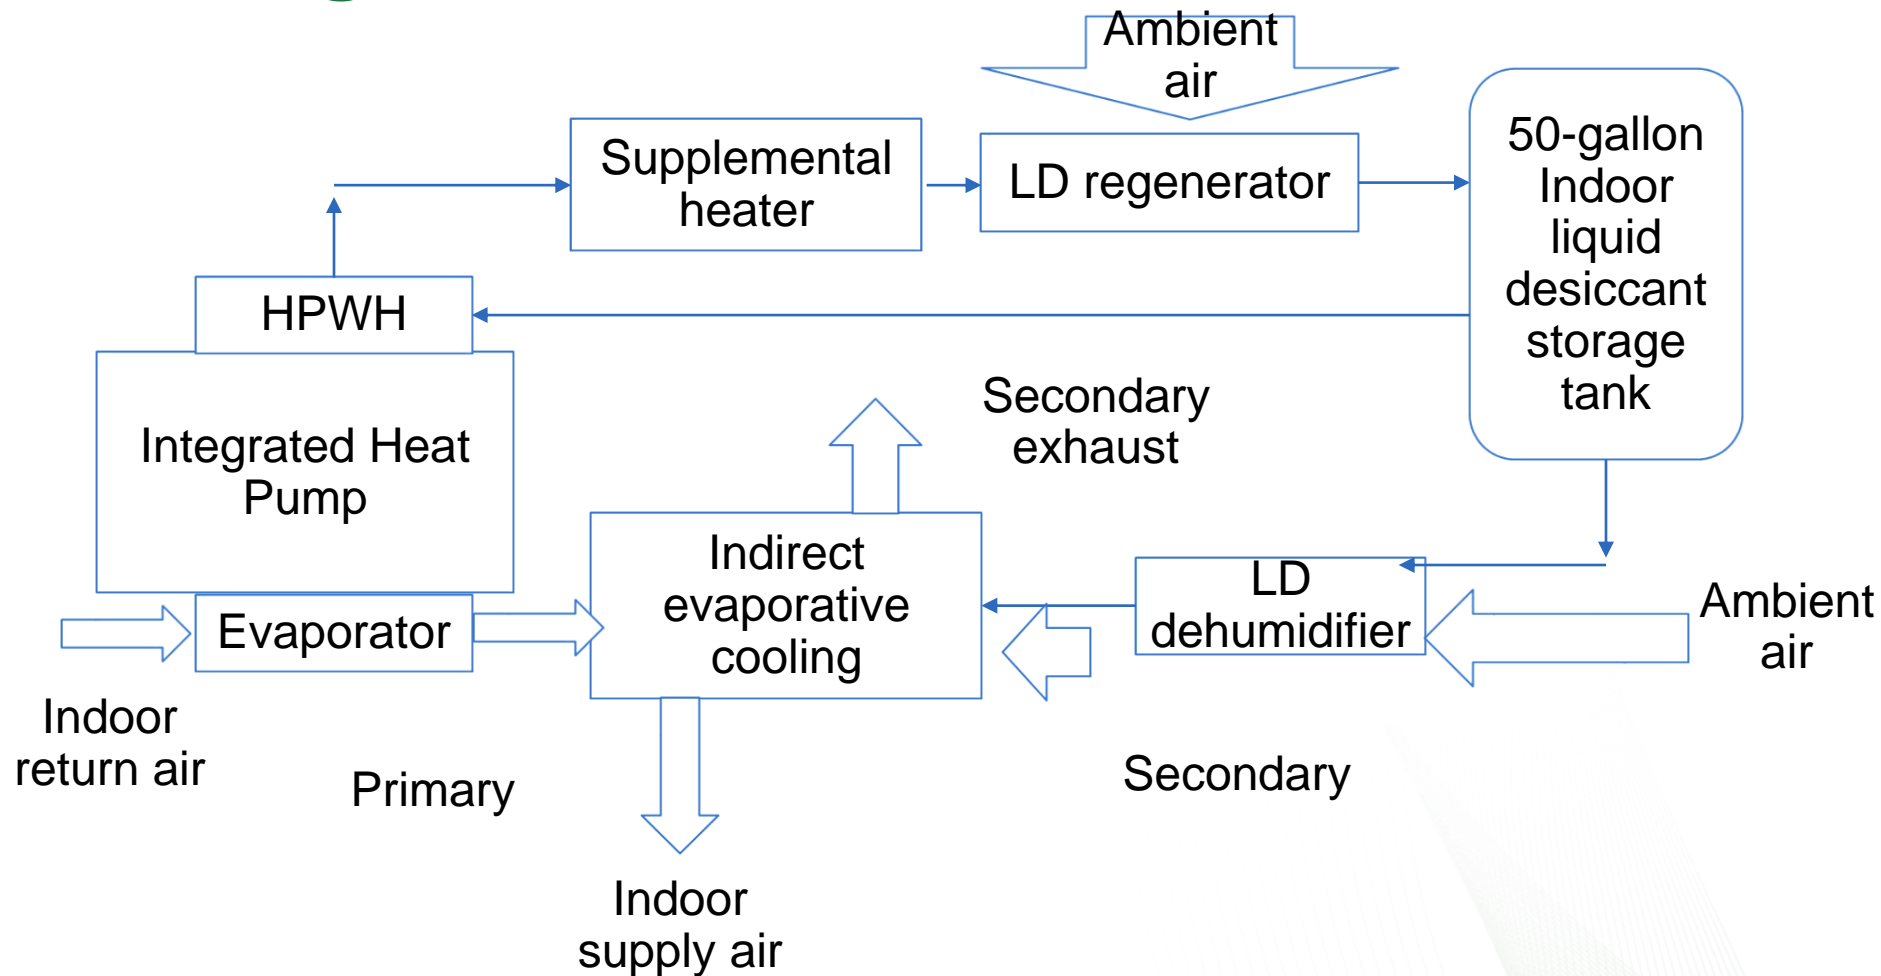 Ambient
air
Supplemental
heater
LD regenerator
50-gallon
Indoor
liquid
desiccant
storage
tank
HPWH
Integrated Heat
Pump
Secondary
exhaust
Indirect
evaporative
cooling
LD
dehumidifier
Ambient
air
Evaporator
Indoor
return air
Primary
Secondary
Indoor
supply air